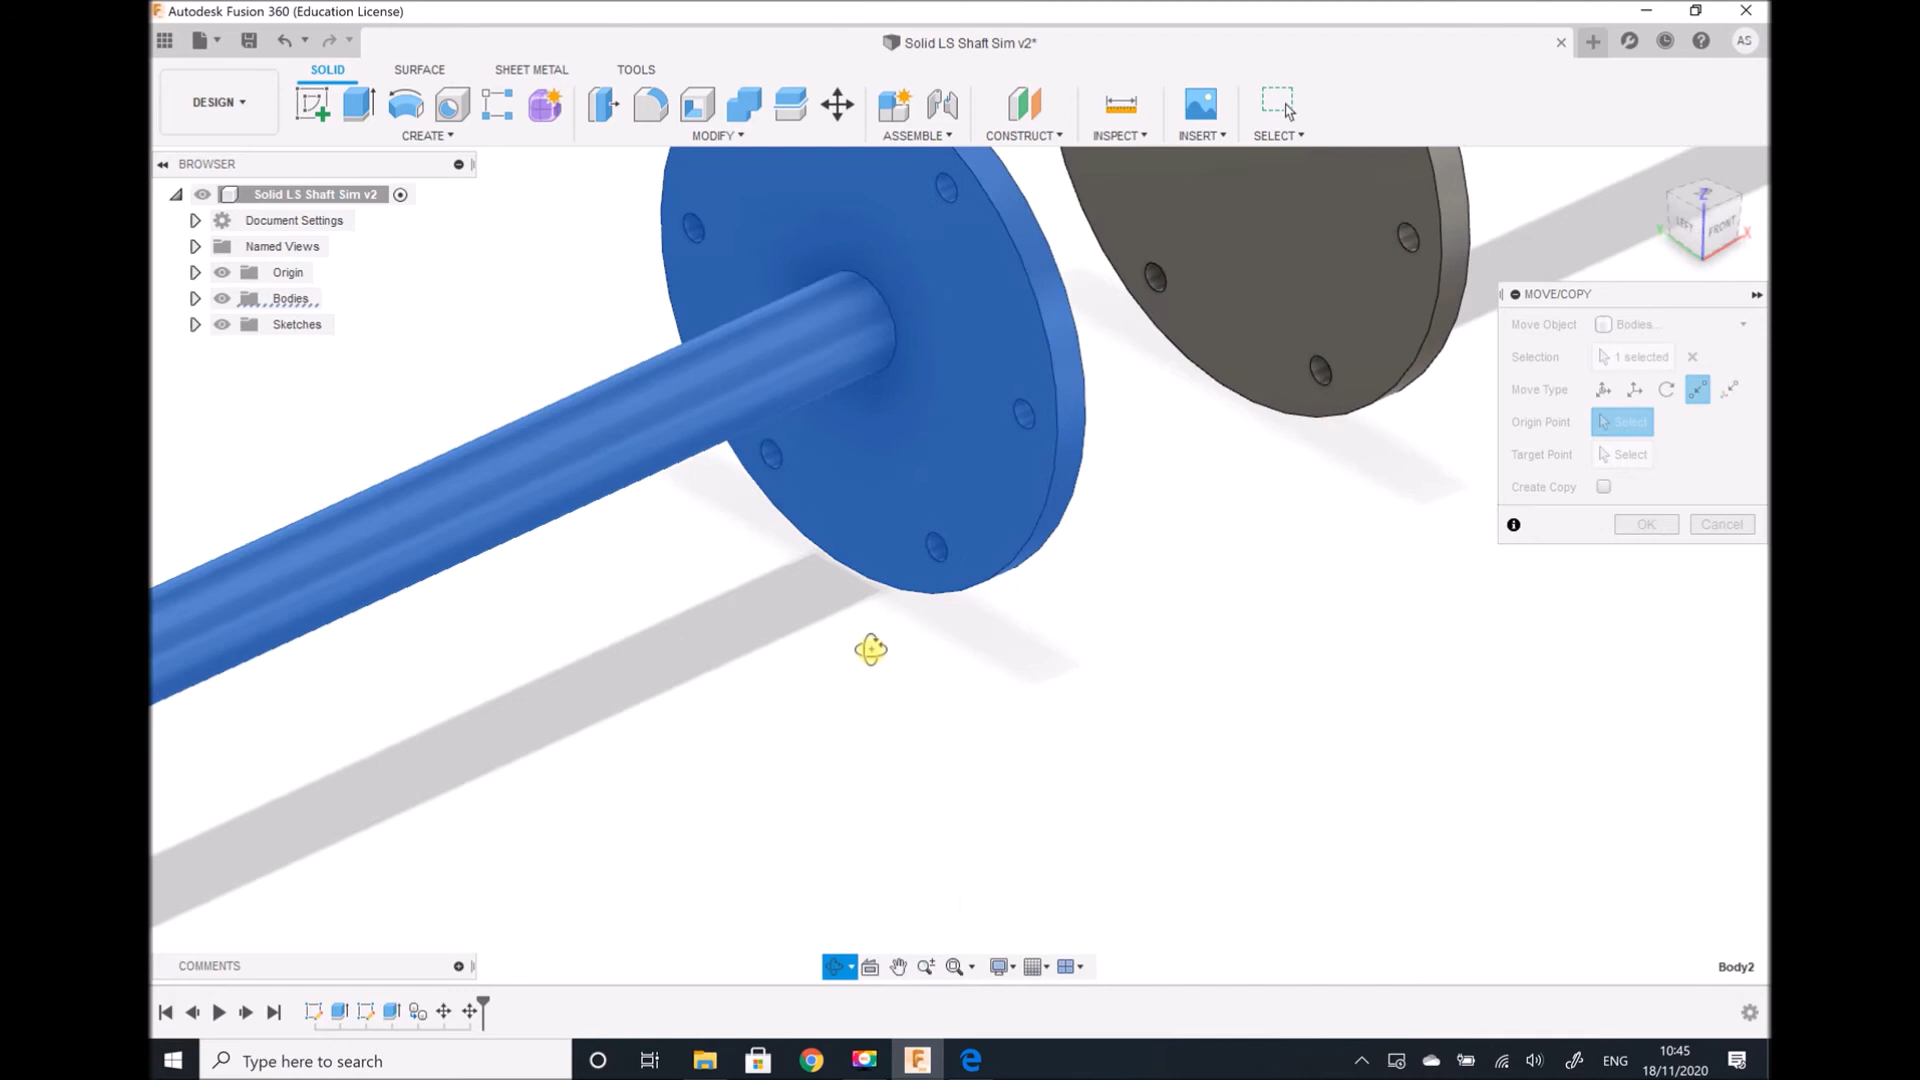 Autodesk Fusion 360 (Education License)
Solid LS Shaft Sim v2*
AS
SOLID
SURFACE
SHEET METAL
TOOLS
DESIGN
CREATE
MODIFY
ASSEMBLE
CONSTRUCT
INSPECT
INSERT
SELECT
BROWSER
Solid LS Shaft Sim v2
Document Settings
Named Views
Origin
Bodies
Sketches
Z
LEFT
FRONT
Y
X
MOVE/COPY
Move Object
Bodies...
Selection
1 selected
Move Type
Origin Point
Select
Target Point
Select
Create Copy
OK
Cancel
COMMENTS
Body2
Type here to search
ENG
10:45
18/11/2020